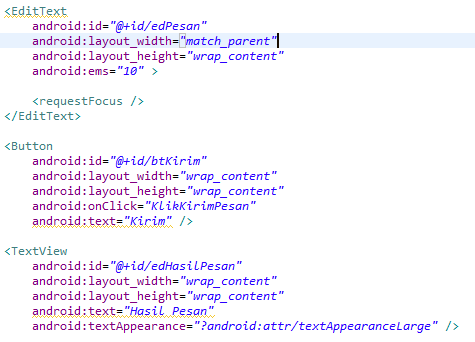 <EditText
android:id="@+id/edPesan"
android:layout_width="match_parent"
android:layout_height="wrap_content"
android:ems="10" >
<requestFocus />
</EditText>
<Button
android:id="@+id/btKirim"
android:layout_width="wrap_content"
android:layout_height="wrap_content"
android:onClick="KlikKirimPesan"
android:text="Kirim" />
<TextView
android:id="@+id/edHasilPesan"
android:layout_width="wrap_content"
android:layout_height="wrap_content"
android:text="Hasil Pesan"
android:textAppearance="?android:attr/textAppearanceLarge" />